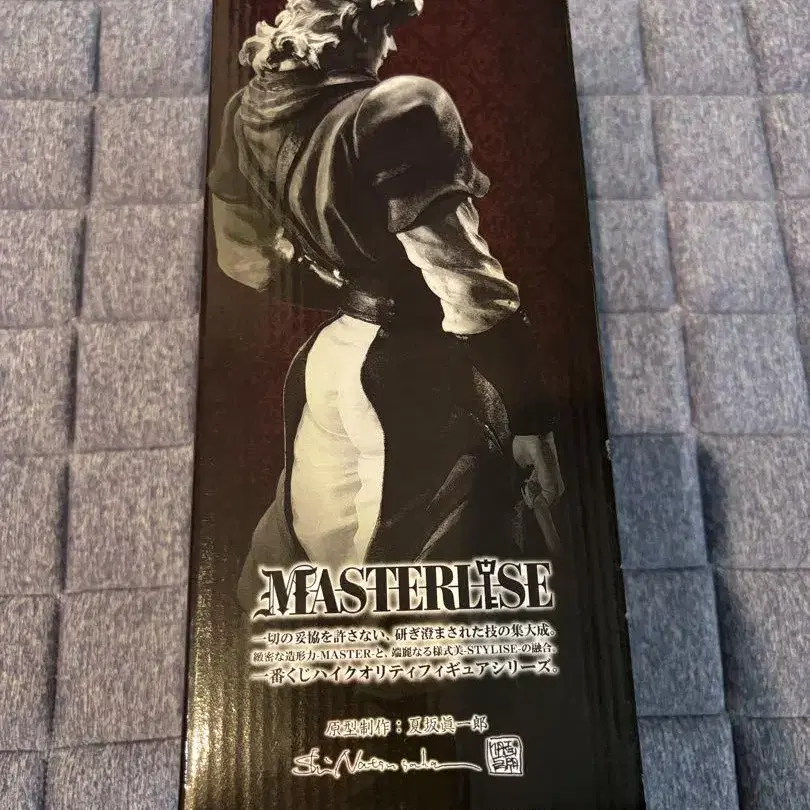 MASTERLISE
一切の妥協を許さない、研ぎ澄まされた技の集大成。
緻密な造形力-MASTER-と、端麗なる様式美-STYLISE-の融合。
一番くじハイクオリティフィギュアシリーズ。
原型制作：夏坂眞一郎
Shin Natsusaka